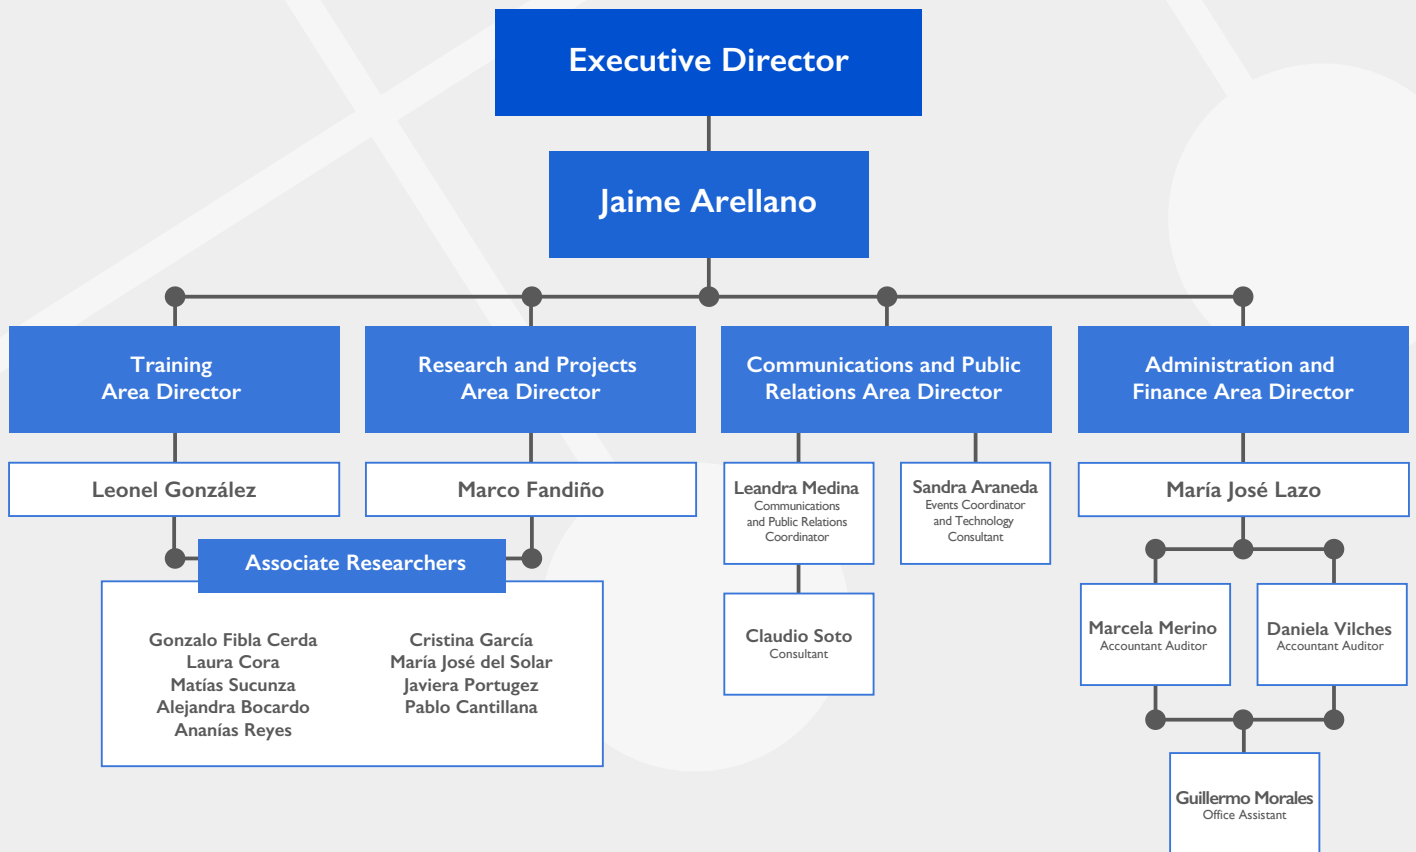 Executive Director
Jaime Arellano
Training
Area Director
Research and Projects
Area Director
Communications and Public
Relations Area Director
Administration and
Finance Area Director
Leonel González
Marco Fandiño
Leandra Medina
Communications
and Public Relations
Coordinator
Sandra Araneda
Events Coordinator
and Technology
Consultant
María José Lazo
Associate Researchers
Gonzalo Fibla Cerda
Laura Cora
Matías Sucunza
Alejandra Bocardo
Ananías Reyes
Cristina García
María José del Solar
Javiera Portugez
Pablo Cantillana
Claudio Soto
Consultant
Marcela Merino
Accountant Auditor
Daniela Vilches
Accountant Auditor
Guillermo Morales
Office Assistant